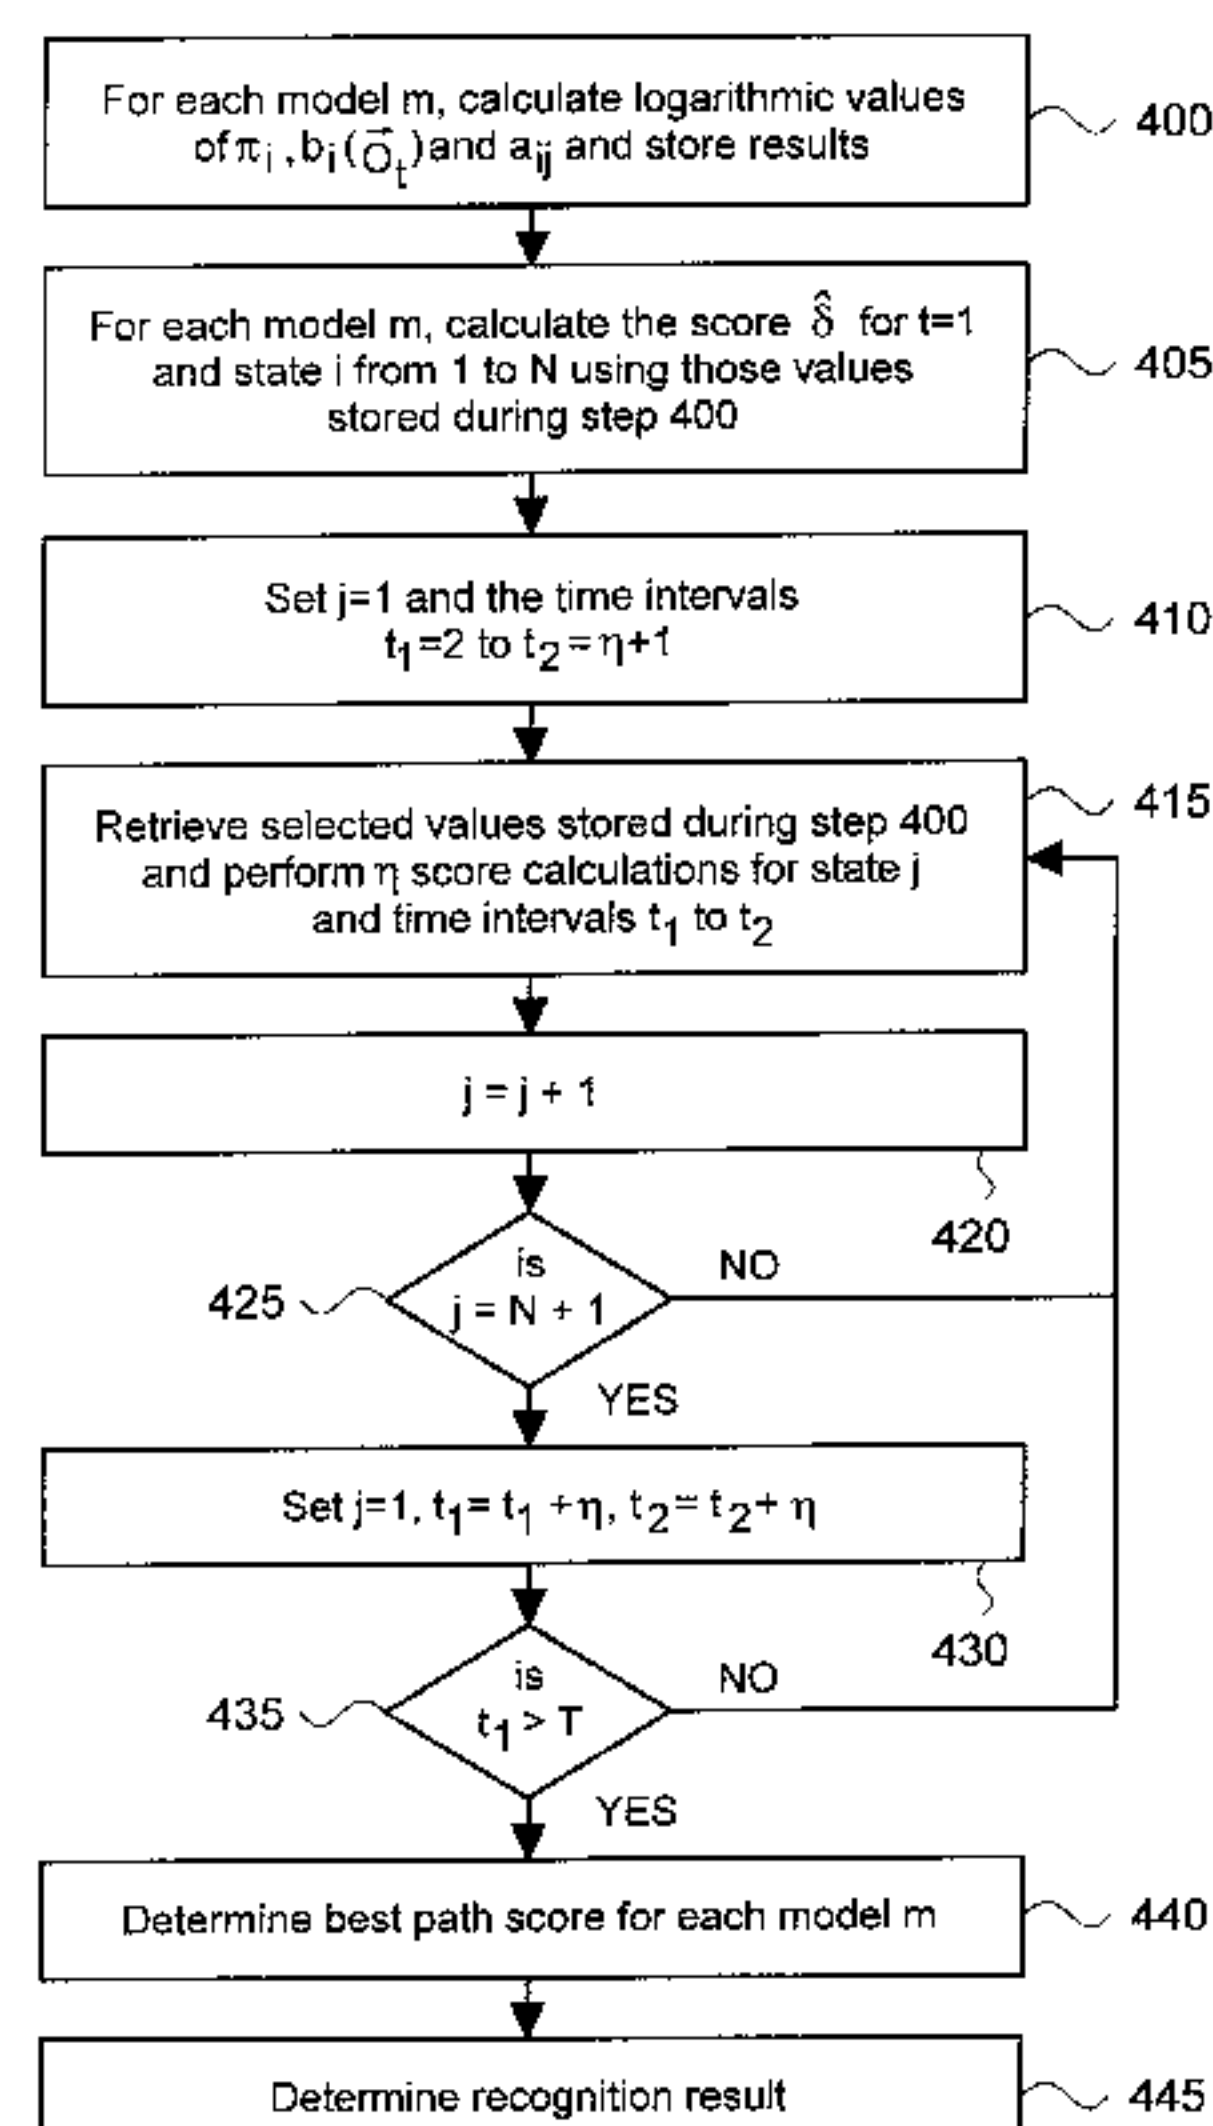 For each model m, calculate logarithmic values
of πi , bi(O⃗t) and aij and store results
400
For each model m, calculate the score δ̂ for t=1
and state i from 1 to N using those values
stored during step 400
405
Set j=1 and the time intervals
t1=2 to t2=η+1
410
Retrieve selected values stored during step 400
and perform η score calculations for state j
and time intervals t1 to t2
415
j = j + 1
420
is
j = N + 1
425
NO
YES
Set j=1, t1= t1 +η, t2= t2+ η
430
is
t1 > T
435
NO
YES
Determine best path score for each model m
440
Determine recognition result
445